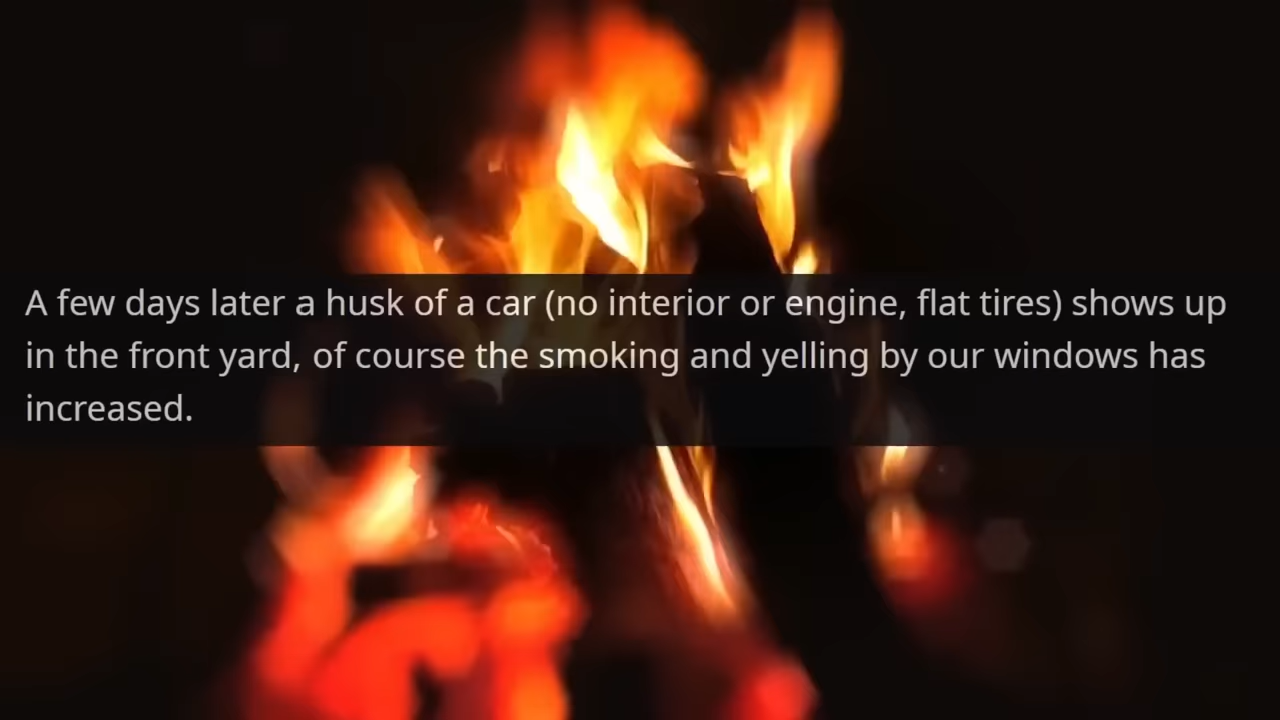 A few days later a husk of a car (no interior or engine, flat tires) shows up
in the front yard, of course the smoking and yelling by our windows has
increased.